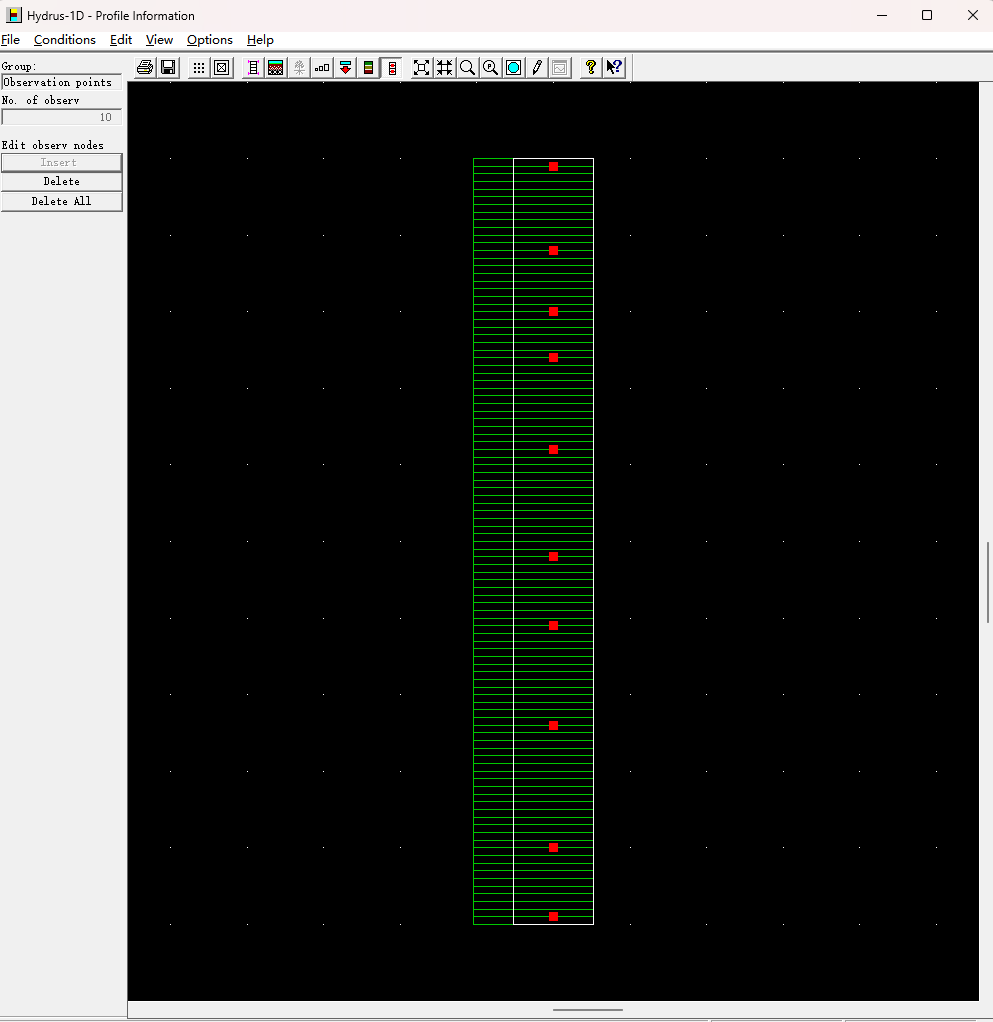 Hydrus-1D - Profile Information
File Conditions Edit View Options Help
Group:
Observation points
No. of observ
10
Edit observ nodes
Insert
Delete
Delete All